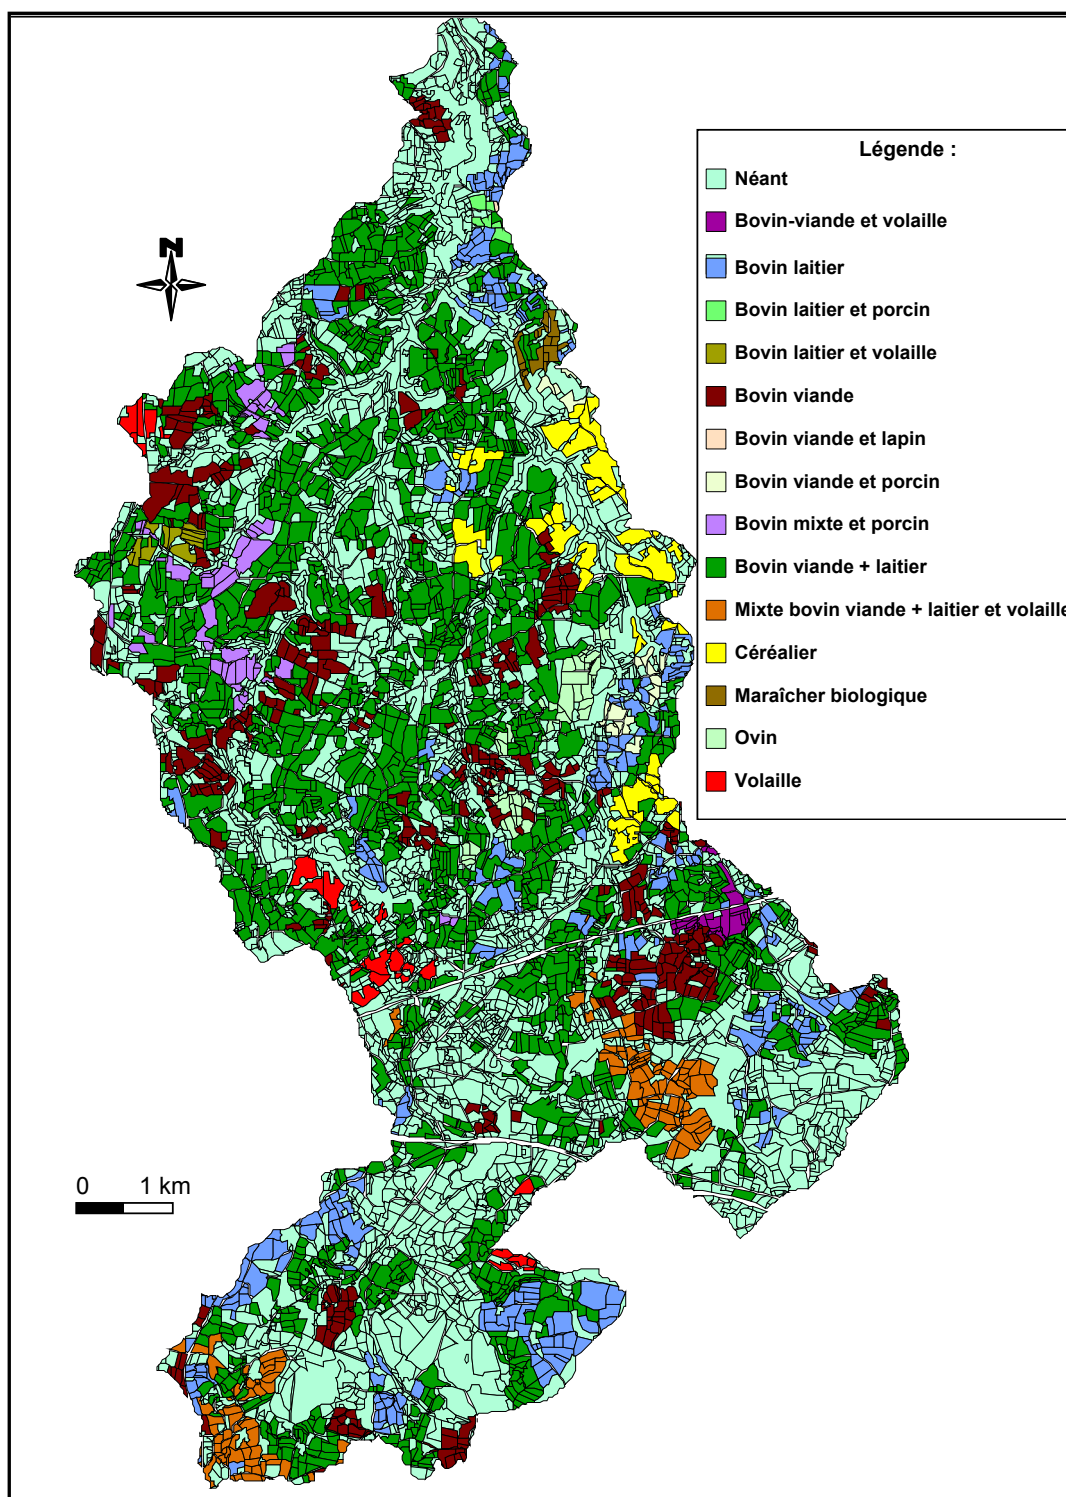 Légende :
Néant
Bovin-viande et volaille
Bovin laitier
Bovin laitier et porcin
Bovin laitier et volaille
Bovin viande
Bovin viande et lapin
Bovin viande et porcin
Bovin mixte et porcin
Bovin viande + laitier
Mixte bovin viande + laitier et volaille
Céréalier
Maraîcher biologique
Ovin
Volaille
N
0 1 km